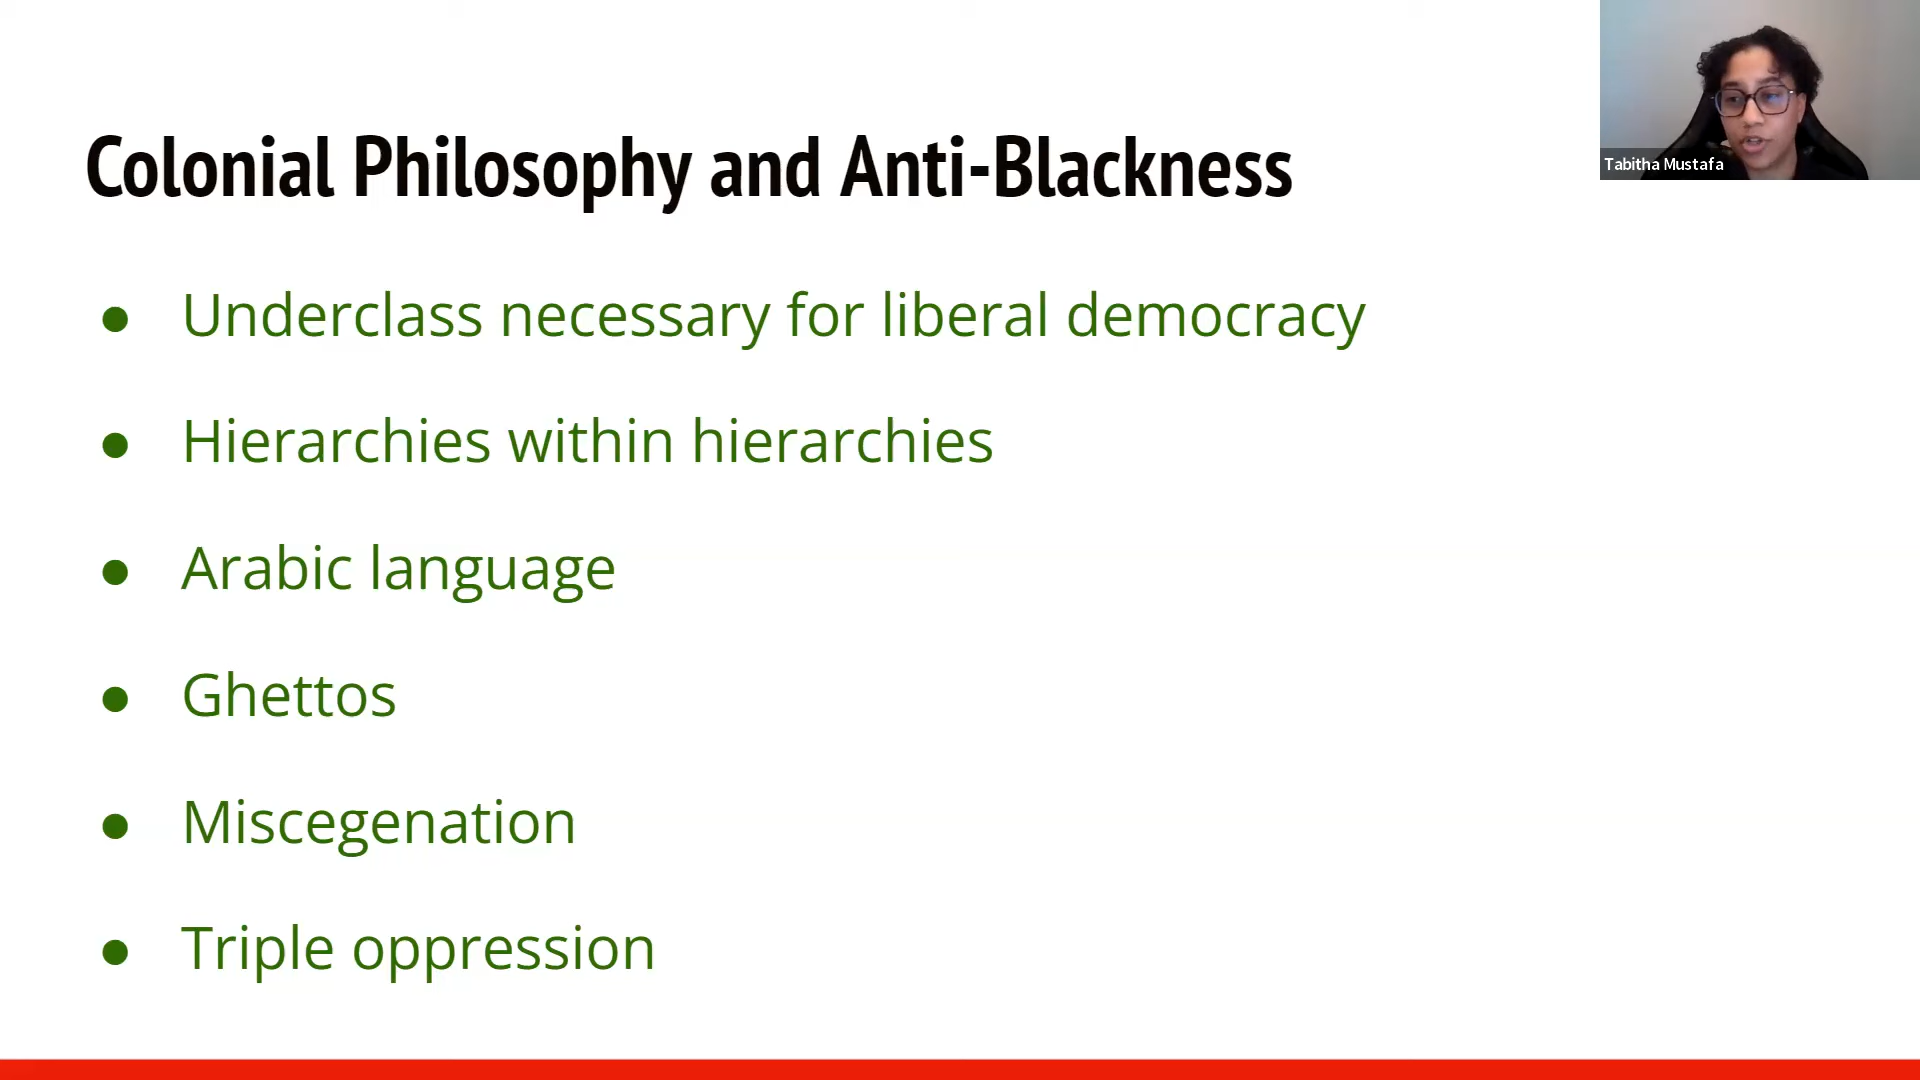 Colonial Philosophy and Anti-Blackness
● Underclass necessary for liberal democracy
● Hierarchies within hierarchies
● Arabic language
● Ghettos
● Miscegenation
● Triple oppression
Tabitha Mustafa